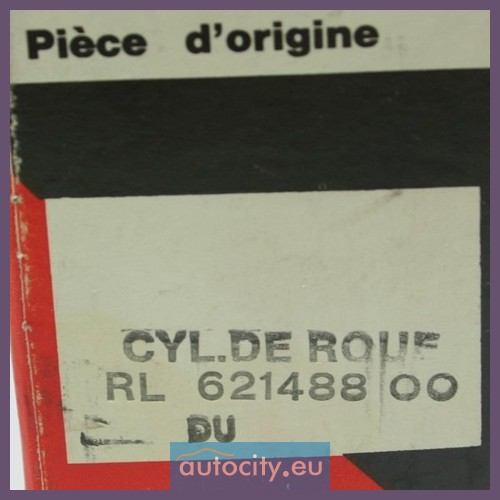 Pièce d'origine
CYL.DE ROUE
RL 621488 00
DU
autocity.eu